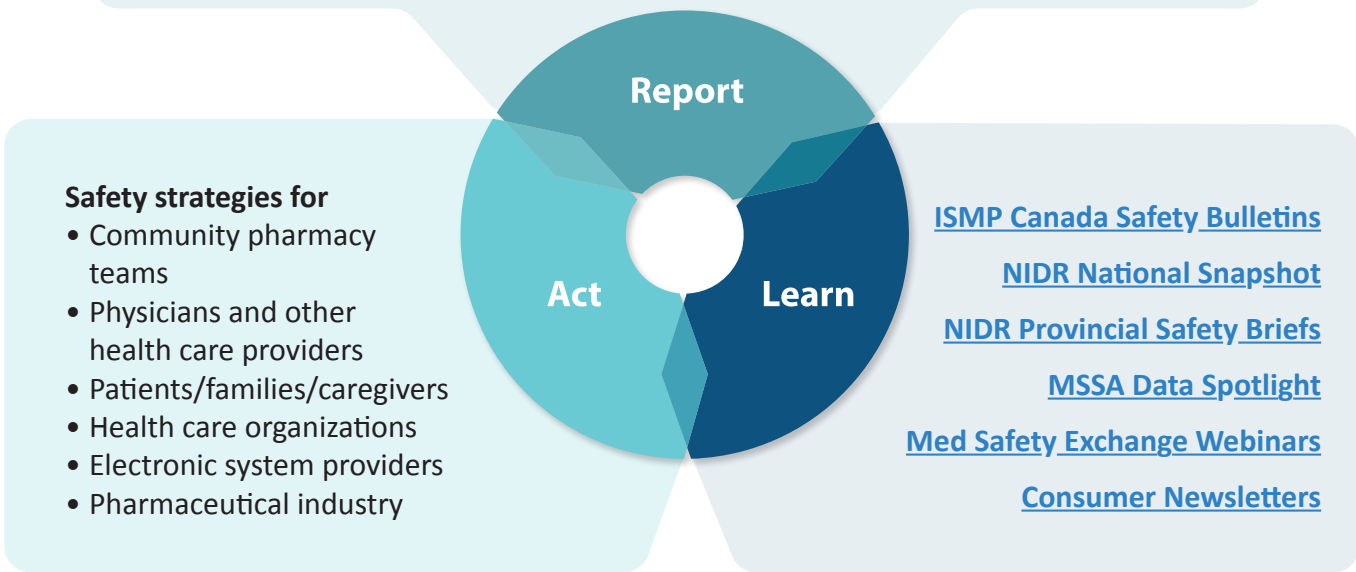 Report
Act
Learn
Safety strategies for
• Community pharmacy
teams
• Physicians and other
health care providers
• Patients/families/caregivers
• Health care organizations
• Electronic system providers
• Pharmaceutical industry
ISMP Canada Safety Bulletins
NIDR National Snapshot
NIDR Provincial Safety Briefs
MSSA Data Spotlight
Med Safety Exchange Webinars
Consumer Newsletters